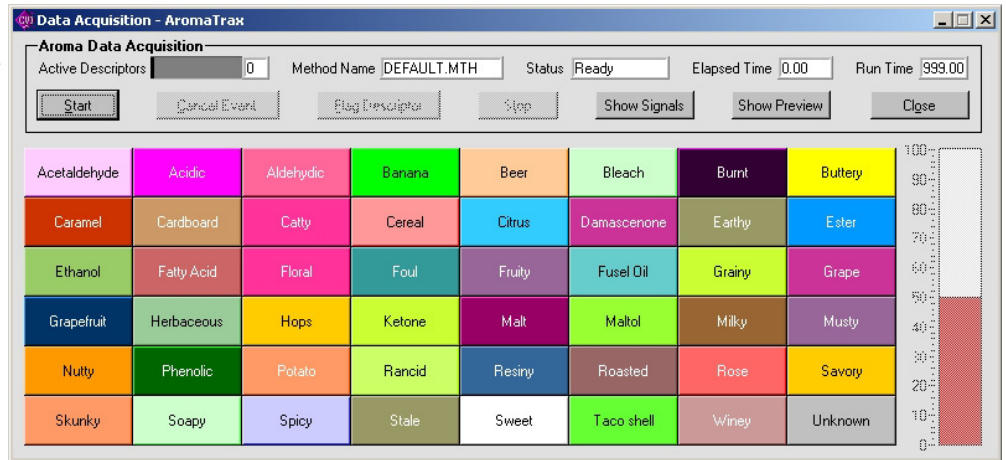 Data Acquisition - AromaTrax
Aroma Data Acquisition
Active Descriptors 0 Method Name DEFAULT.MTH Status Ready Elapsed Time 0.00 Run Time 999.00
Start Cancel Event Flag Descriptor Stop Show Signals Show Preview Close
Acetaldehyde Acidic Aldehydic Banana Beer Bleach Burnt Buttery
Caramel Cardboard Catty Cereal Citrus Damascenone Earthy Ester
Ethanol Fatty Acid Floral Foul Fruity Fusel Oil Grainy Grape
Grapefruit Herbaceous Hops Ketone Malt Maltol Milky Musty
Nutty Phenolic Potato Rancid Resiny Roasted Rose Savory
Skunky Soapy Spicy Stale Sweet Taco shell Winey Unknown
100
90
80
70
60
50
40
30
20
10
0